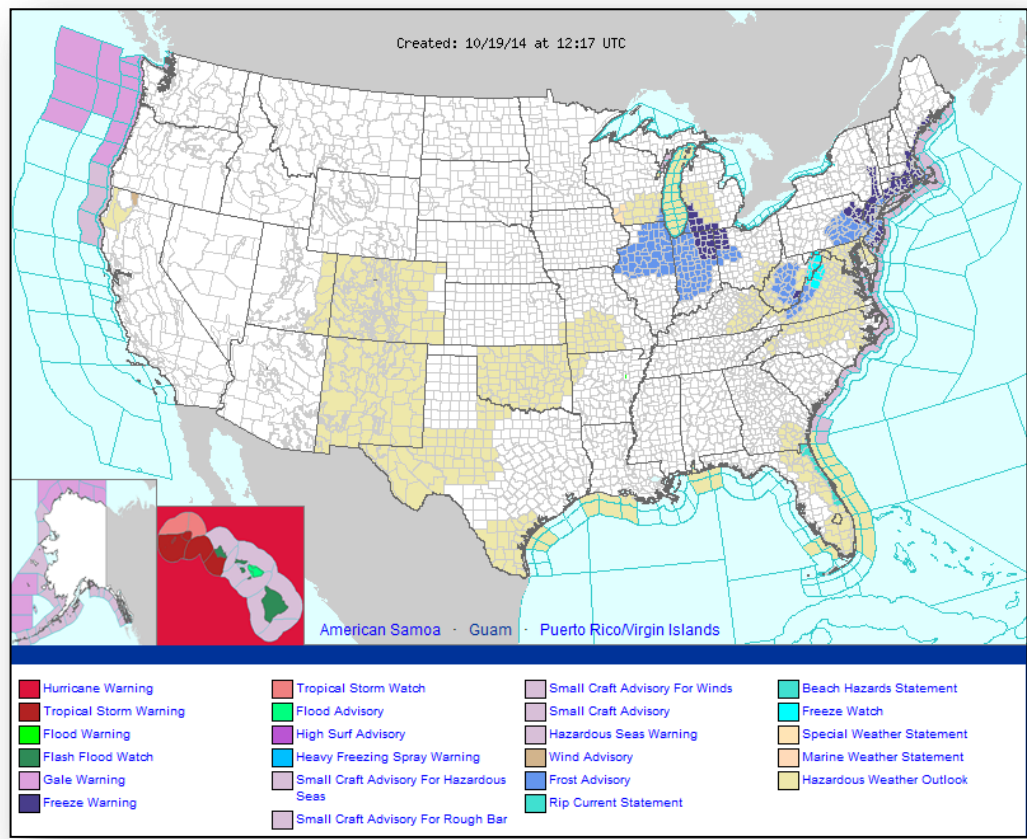 Created: 10/19/14 at 12:17 UTC
American Samoa · Guam · Puerto Rico/Virgin Islands
Hurricane Warning
Tropical Storm Warning
Flood Warning
Flash Flood Watch
Gale Warning
Freeze Warning
Tropical Storm Watch
Flood Advisory
High Surf Advisory
Heavy Freezing Spray Warning
Small Craft Advisory For Hazardous
Seas
Small Craft Advisory For Rough Bar
Small Craft Advisory For Winds
Small Craft Advisory
Hazardous Seas Warning
Wind Advisory
Frost Advisory
Rip Current Statement
Beach Hazards Statement
Freeze Watch
Special Weather Statement
Marine Weather Statement
Hazardous Weather Outlook